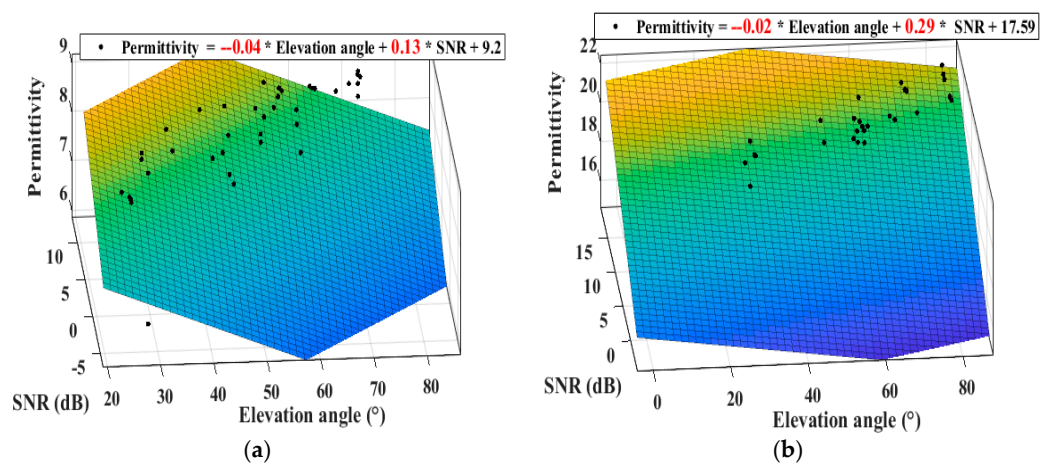 (a)
Permittivity = --0.04 * Elevation angle + 0.13 * SNR + 9.2
9
8
7
6
Permittivity
10
5
0
-5
SNR (dB)
20 30 40 50 60 70 80
Elevation angle (°)
(a)
(b)
Permittivity = --0.02 * Elevation angle + 0.29 * SNR + 17.59
22
20
18
16
Permittivity
15
10
5
0
SNR (dB)
0 20 40 60 80
Elevation angle (°)
(b)